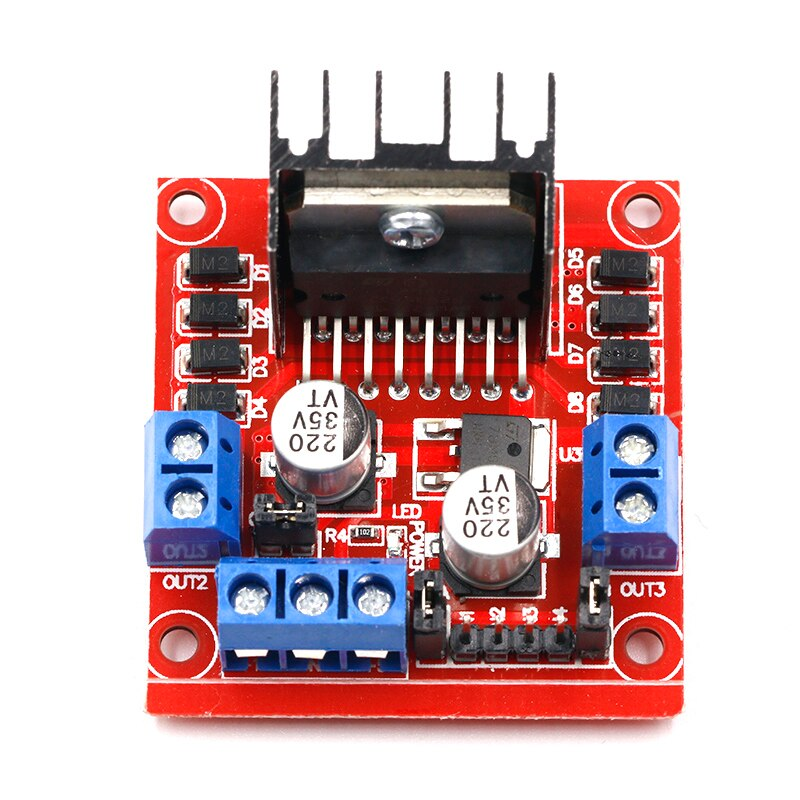 M2 D1
M2 D2
M2 D3
M2 D4
D5 M2
D6 M2
D7
D8 M2
220
35V
VT
U3
220
35V
VT
LED
POWER
R4 102
OUT2
OUT3